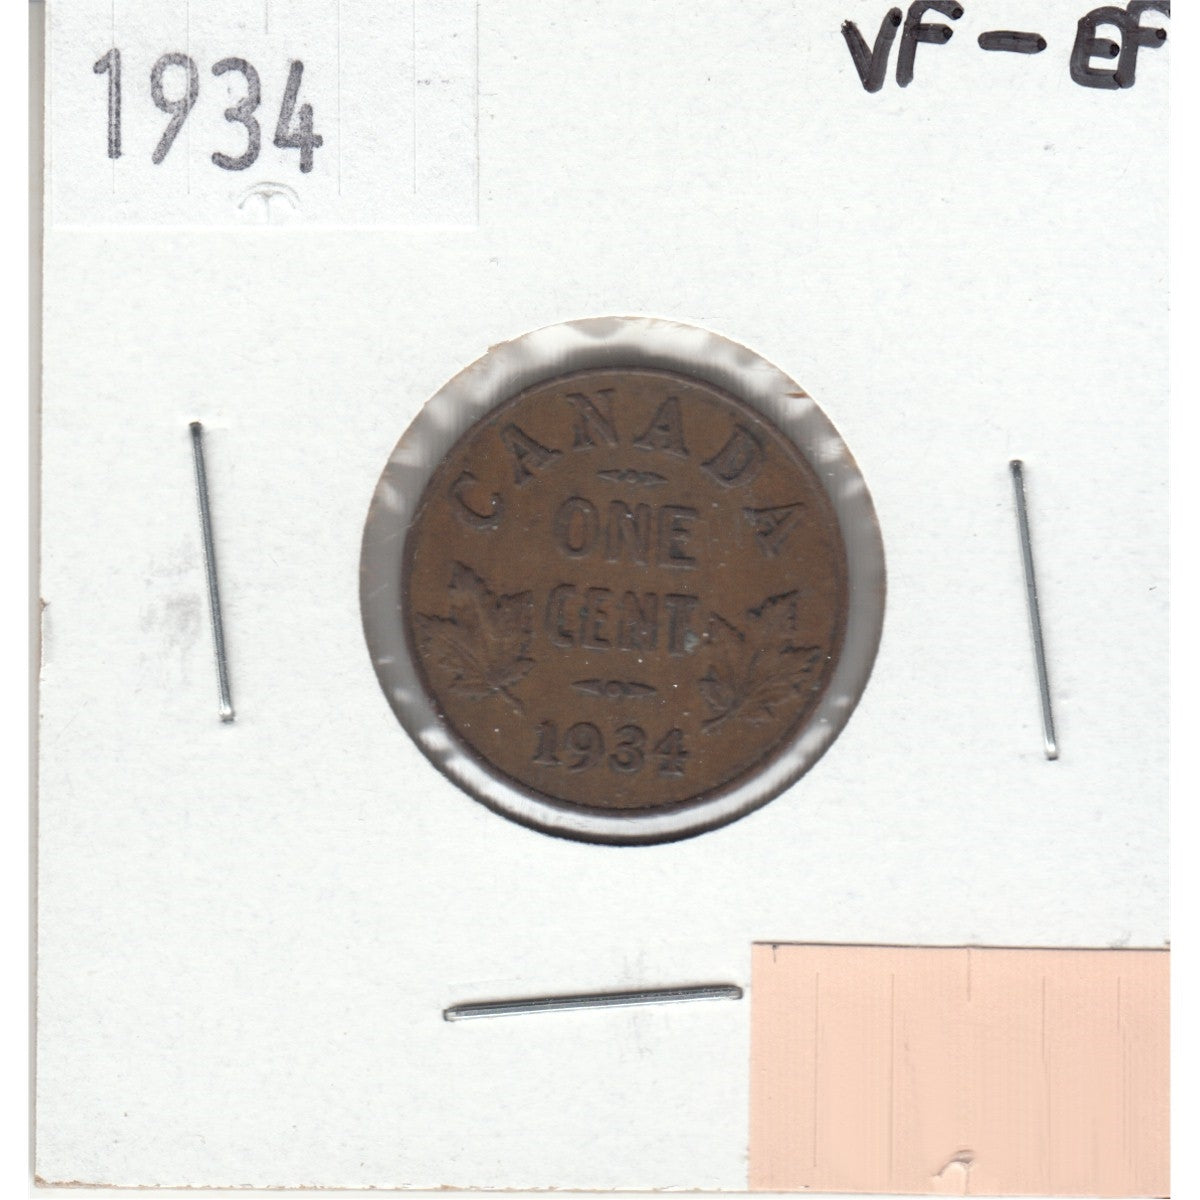 1934
VF - EF
CANADA
ONE
CENT
1934